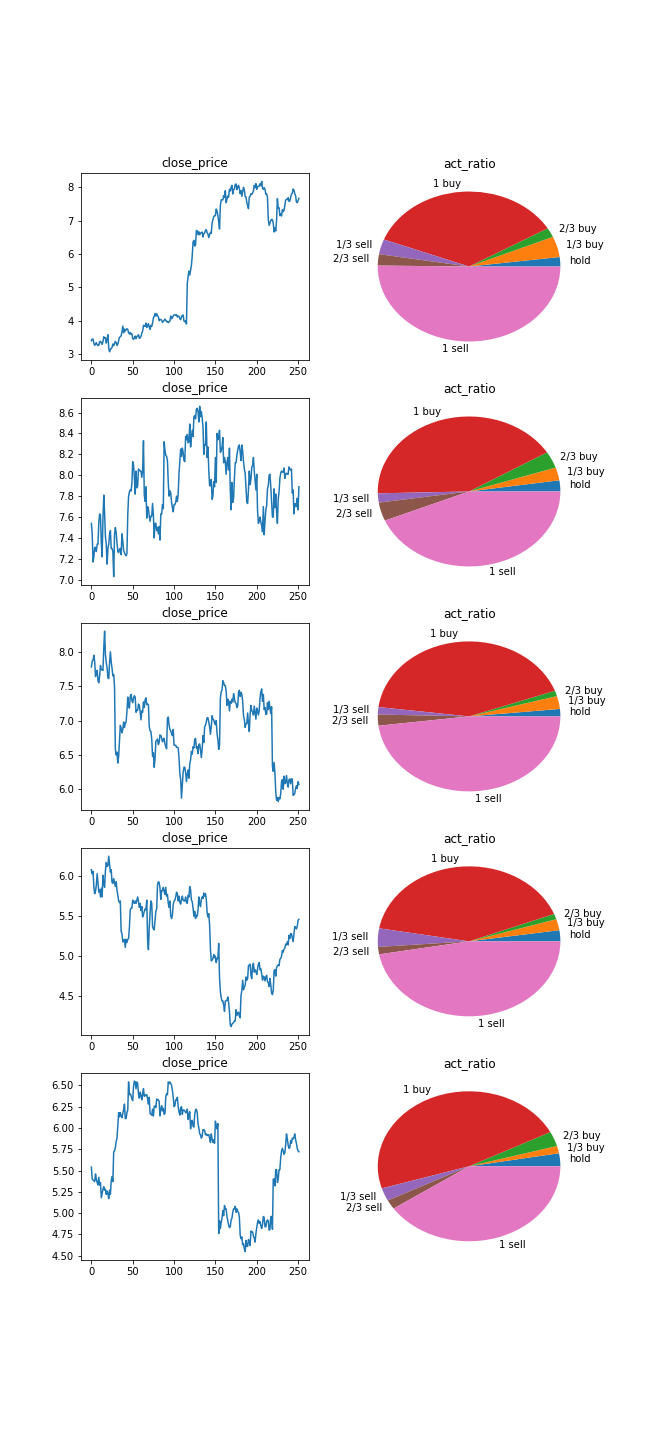 close_price
8
7
6
5
4
3
0 50 100 150 200 250
act_ratio
1 buy
2/3 buy
1/3 buy
hold
1/3 sell
2/3 sell
1 sell
close_price
8.6
8.4
8.2
8.0
7.8
7.6
7.4
7.2
7.0
0 50 100 150 200 250
act_ratio
1 buy
2/3 buy
1/3 buy
hold
1/3 sell
2/3 sell
1 sell
close_price
8.0
7.5
7.0
6.5
6.0
0 50 100 150 200 250
act_ratio
1 buy
2/3 buy
1/3 buy
hold
1/3 sell
2/3 sell
1 sell
close_price
6.0
5.5
5.0
4.5
0 50 100 150 200 250
act_ratio
1 buy
2/3 buy
1/3 buy
hold
1/3 sell
2/3 sell
1 sell
close_price
6.50
6.25
6.00
5.75
5.50
5.25
5.00
4.75
4.50
0 50 100 150 200 250
act_ratio
1 buy
2/3 buy
1/3 buy
hold
1/3 sell
2/3 sell
1 sell